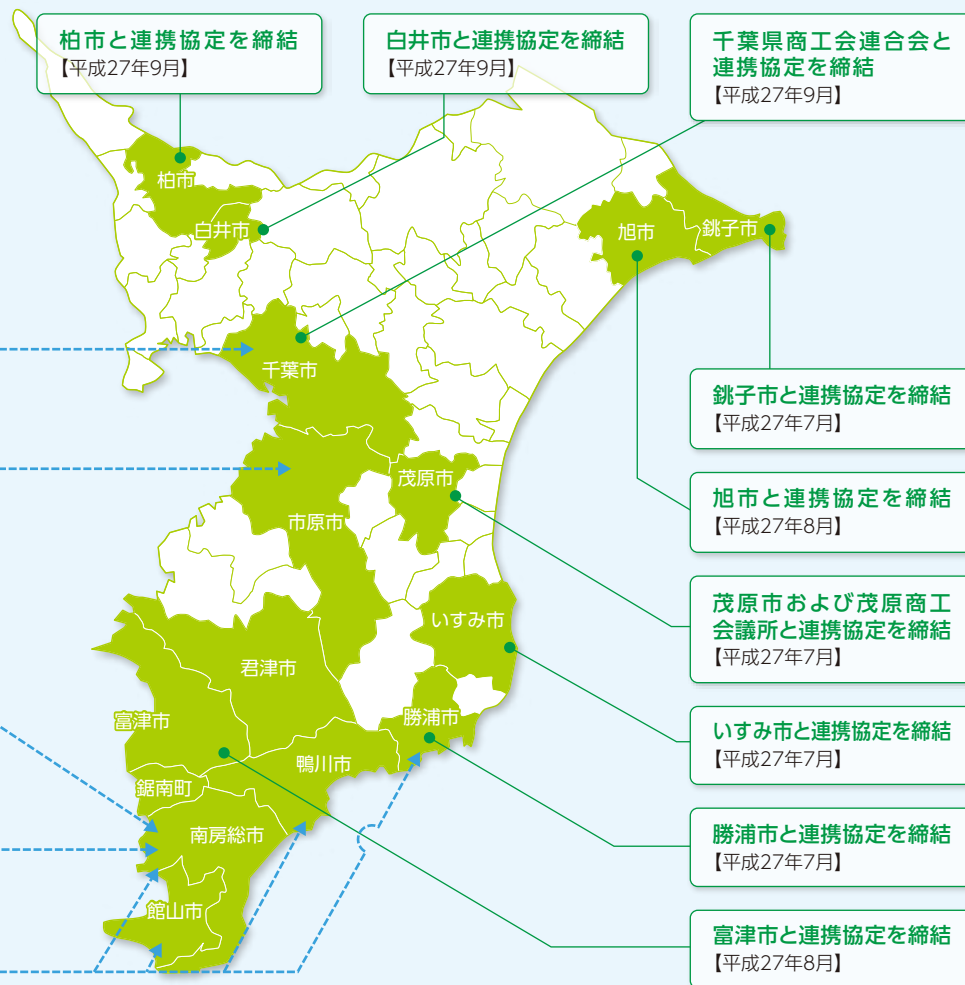 柏市と連携協定を締結
【平成27年9月】
白井市と連携協定を締結
【平成27年9月】
千葉県商工会連合会と
連携協定を締結
【平成27年9月】
柏市
白井市
旭市
銚子市
千葉市
茂原市
市原市
いすみ市
君津市
富津市
勝浦市
鴨川市
鋸南町
南房総市
館山市
銚子市と連携協定を締結
【平成27年7月】
旭市と連携協定を締結
【平成27年8月】
茂原市および茂原商工
会議所と連携協定を締結
【平成27年7月】
いすみ市と連携協定を締結
【平成27年7月】
勝浦市と連携協定を締結
【平成27年7月】
富津市と連携協定を締結
【平成27年8月】